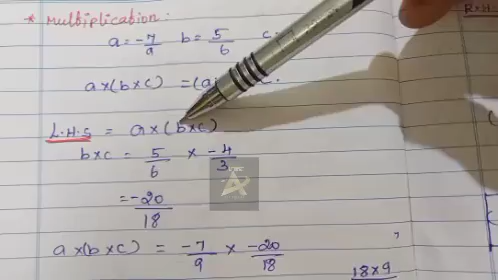 * Multiplication.
R.H
a = -7/9 b = 5/6 c
a×(b×c) = (a c.
L.H.S = a×(b×c)
b×c = 5/6 × -4/3
= -20/18
a×(b×c) = -7/9 × -20/18
18×9